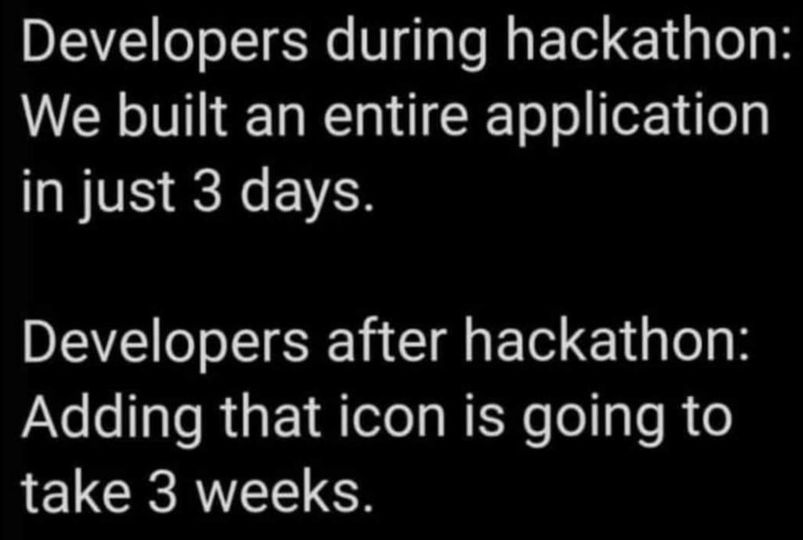 Developers during hackathon:
We built an entire application
in just 3 days.
Developers after hackathon:
Adding that icon is going to
take 3 weeks.